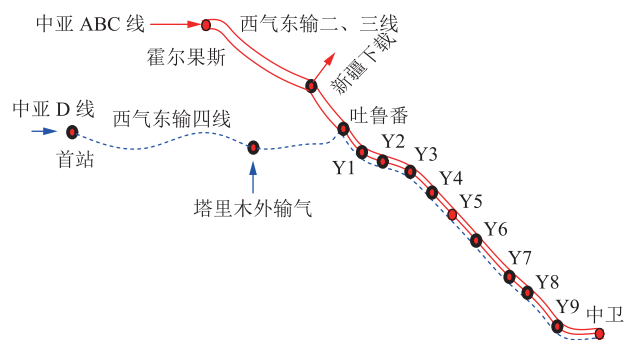 中亚 ABC 线
西气东输二、三线
霍尔果斯
新疆下载
中亚 D 线
西气东输四线
吐鲁番
首站
塔里木外输气
Y1
Y2
Y3
Y4
Y5
Y6
Y7
Y8
Y9
中卫